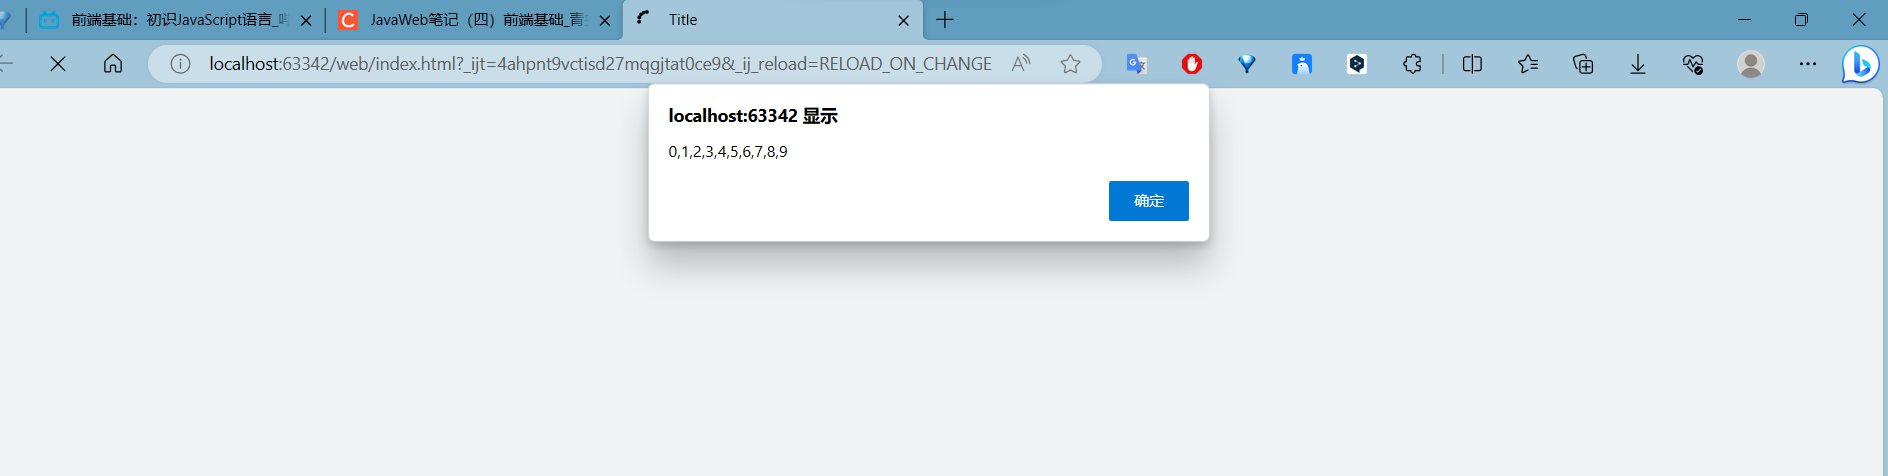 前端基础：初识JavaScript语言_
JavaWeb笔记（四）前端基础_青
Title
localhost:63342/web/index.html?_ijt=4ahpnt9vctisd27mqgjtat0ce9&_ij_reload=RELOAD_ON_CHANGE
localhost:63342 显示
0,1,2,3,4,5,6,7,8,9
确定